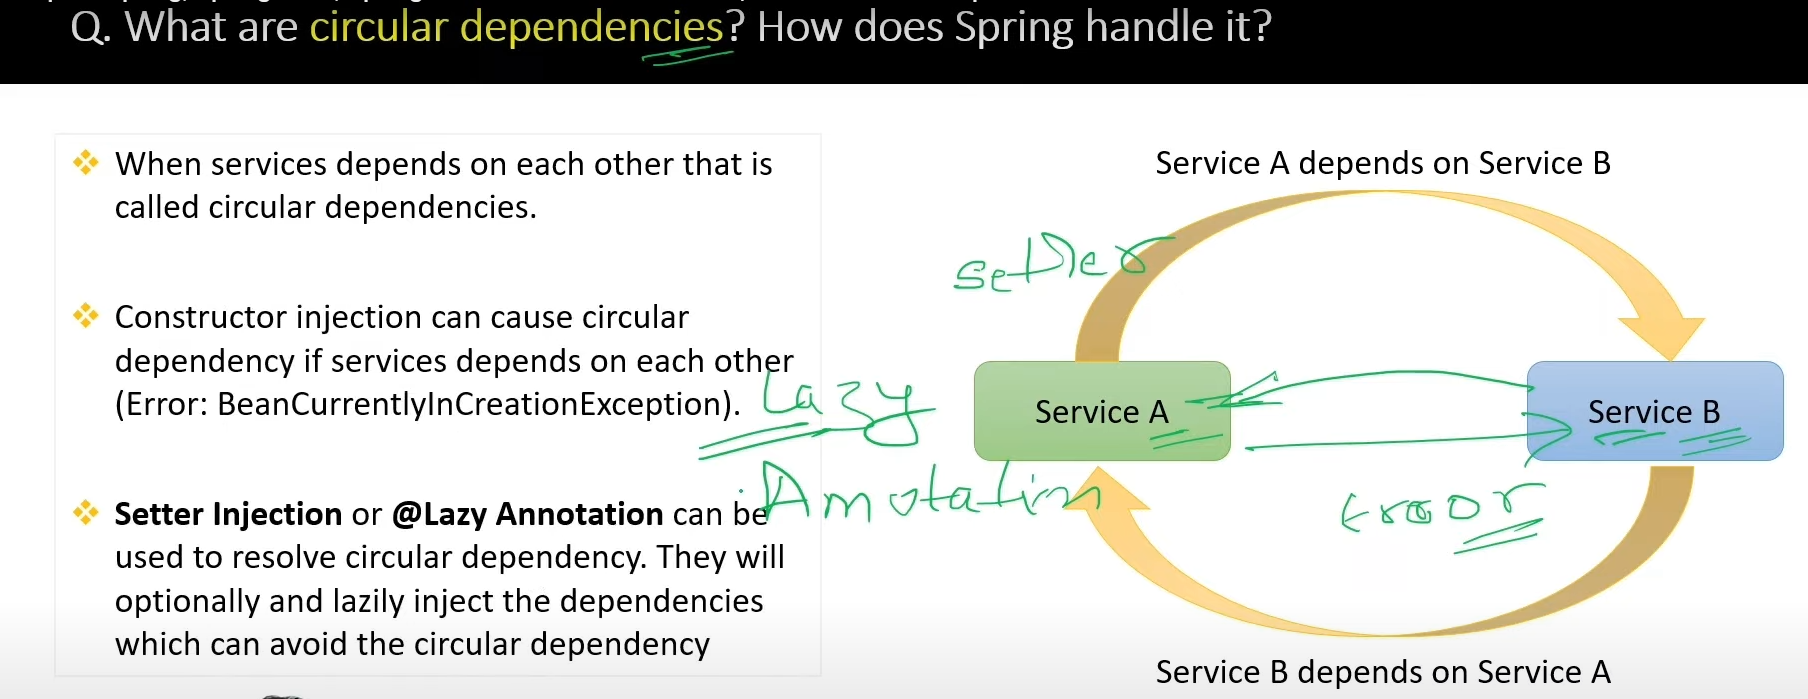 Q. What are circular dependencies? How does Spring handle it?
When services depends on each other that is
called circular dependencies.
Constructor injection can cause circular
dependency if services depends on each other
(Error: BeanCurrentlyInCreationException).
Setter Injection or @Lazy Annotation can be
used to resolve circular dependency. They will
optionally and lazily inject the dependencies
which can avoid the circular dependency
Lazy
Annotation
Service A depends on Service B
setter
Service A
Service B
Error
Service B depends on Service A